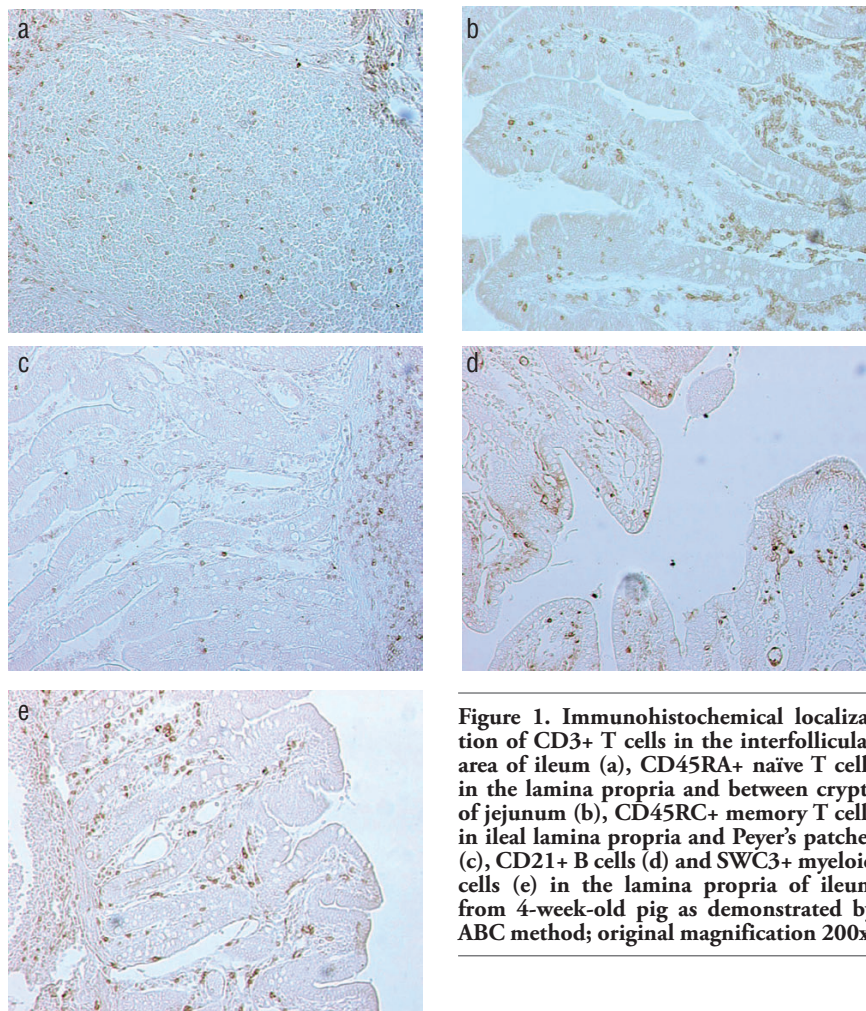 a
b
c
d
e
Figure 1. Immunohistochemical localiza
tion of CD3+ T cells in the interfollicula
area of ileum (a), CD45RA+ naïve T cell
in the lamina propria and between crypt
of jejunum (b), CD45RC+ memory T cell
in ileal lamina propria and Peyer's patche
(c), CD21+ B cells (d) and SWC3+ myeloid
cells (e) in the lamina propria of ileum
from 4-week-old pig as demonstrated by
ABC method; original magnification 200x